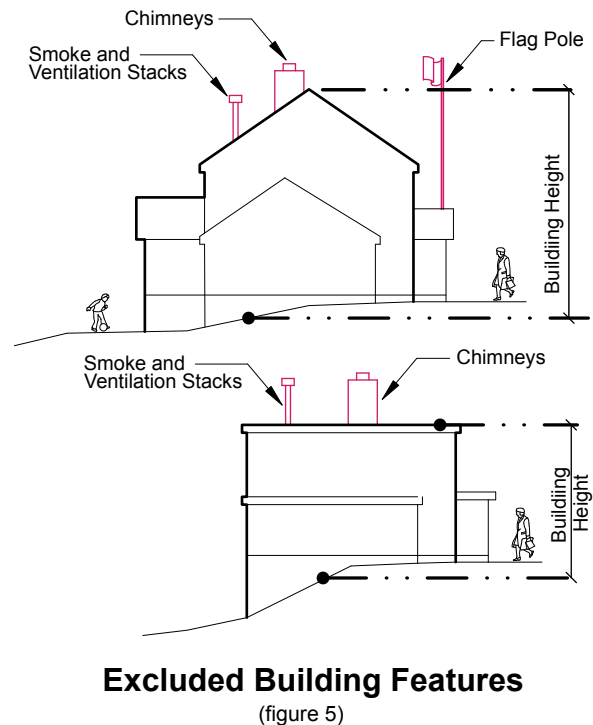 Chimneys
Smoke and
Ventilation Stacks
Flag Pole
Buildiing Height
Smoke and
Ventilation Stacks
Chimneys
Buildiing
Height
Excluded Building Features
(figure 5)